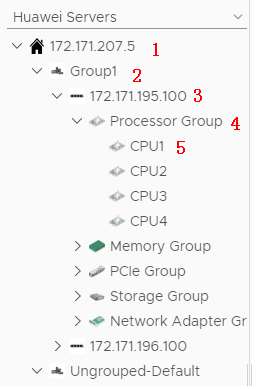 Huawei Servers
172.171.207.5 1
Group1 2
172.171.195.100 3
Processor Group 4
CPU1 5
CPU2
CPU3
CPU4
Memory Group
PCIe Group
Storage Group
Network Adapter Gr
172.171.196.100
Ungrouped-Default